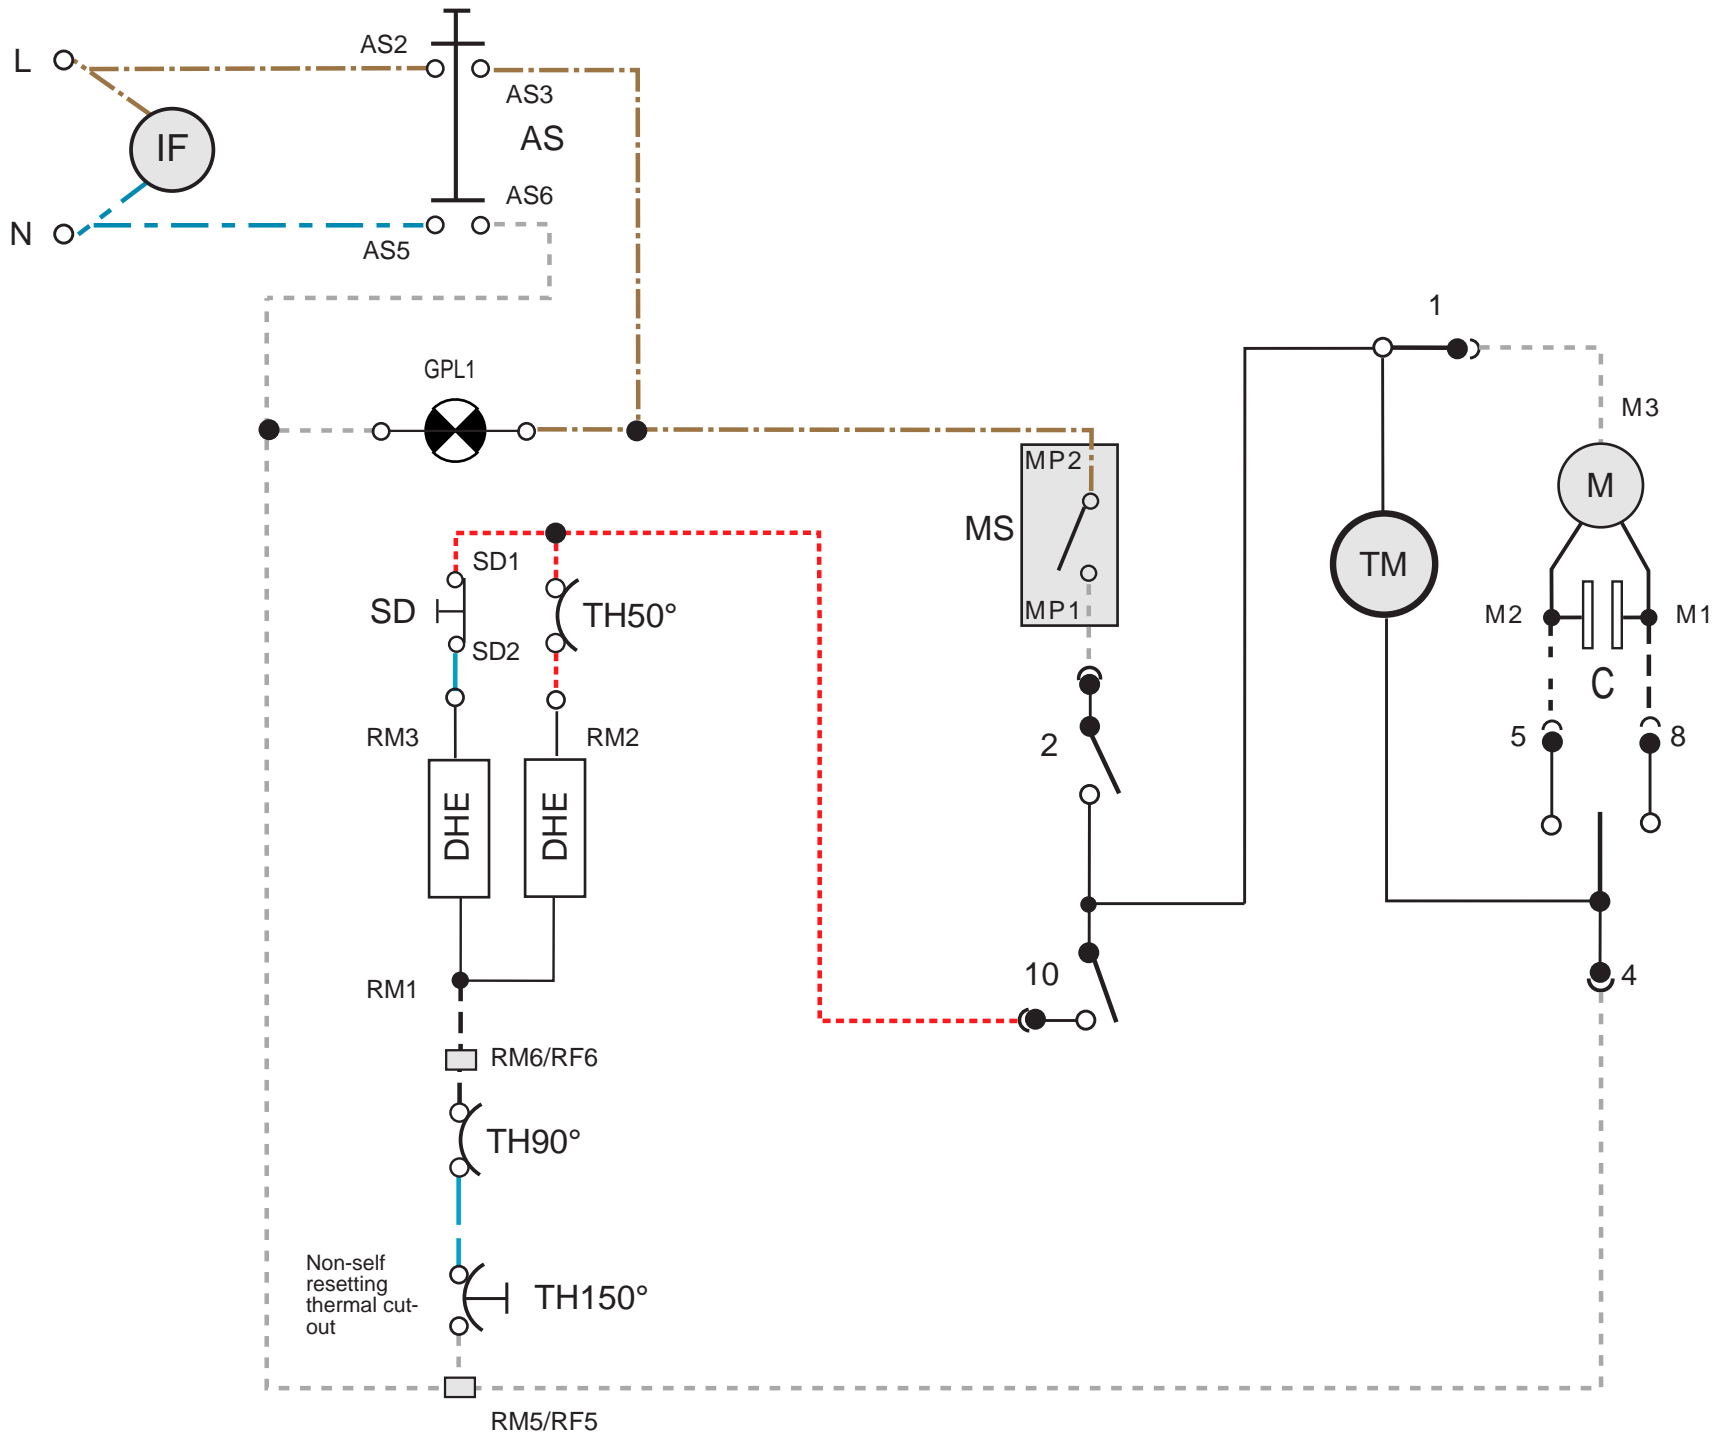 L
AS2
AS3
AS
IF
AS6
N
AS5
1
GPL1
M3
MP2
M
MS
SD1
TM
SD
TH50°
MP1
M2
M1
SD2
C
RM3
RM2
2
5
8
DHE
DHE
10
4
RM1
RM6/RF6
TH90°
Non-self
resetting
thermal cut-
out
TH150°
RM5/RF5